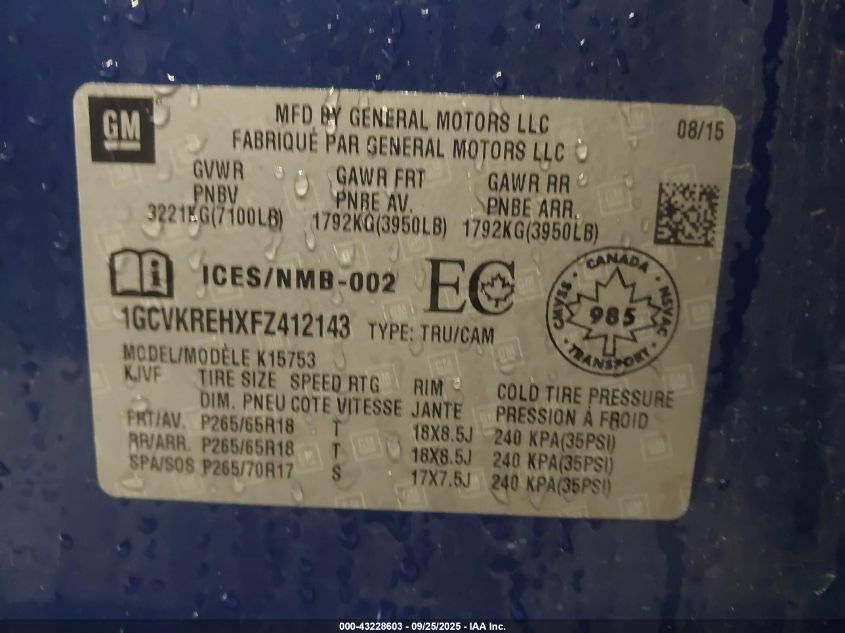 GM
MFD BY GENERAL MOTORS LLC
08/15
FABRIQUÉ PAR GENERAL MOTORS LLC
GVWR GAWR FRT GAWR RR
PNBV PNBE AV. PNBE ARR.
3221KG(7100LB) 1792KG(3950LB) 1792KG(3950LB)
ICES/NMB-002 EC
CANADA
CMVSS 985 NSVAC
TRANSPORT
1GCVKREHXFZ412143 TYPE: TRU/CAM
MODEL/MODÈLE K15753
KJVF TIRE SIZE SPEED RTG RIM COLD TIRE PRESSURE
DIM. PNEU COTE VITESSE JANTE PRESSION À FROID
FRT/AV. P265/65R18 T 18X8.5J 240 KPA(35PSI)
RR/ARR. P265/65R18 T 18X8.5J 240 KPA(35PSI)
SPA/SOS P265/70R17 S 17X7.5J 240 KPA(35PSI)
000-43228603 - 09/25/2025 - IAA Inc.